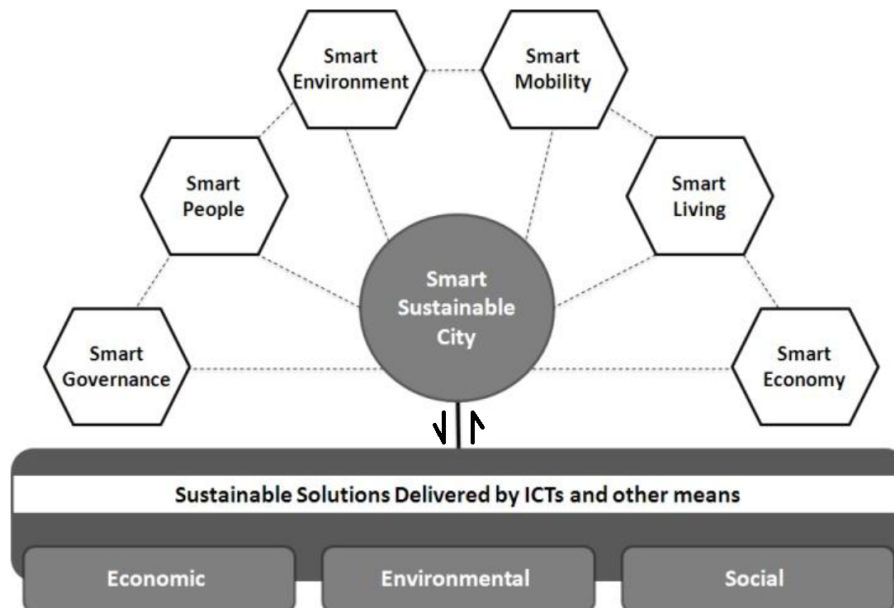 Smart
Environment
Smart
Mobility
Smart
People
Smart
Living
Smart
Sustainable
City
Smart
Governance
Smart
Economy
Sustainable Solutions Delivered by ICTs and other means
Economic
Environmental
Social